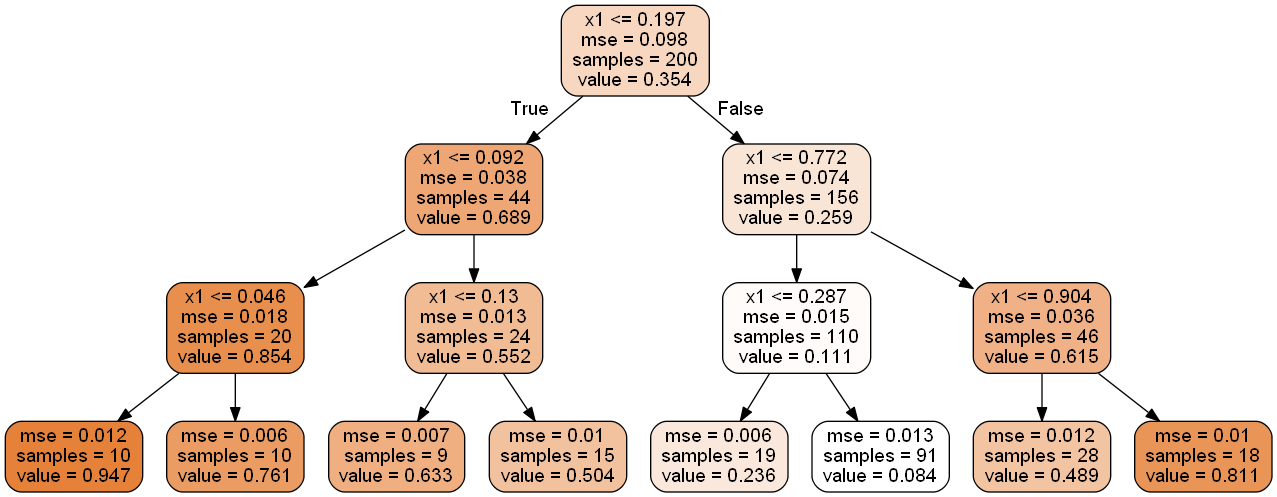 x1 <= 0.197
mse = 0.098
samples = 200
value = 0.354
True
False
x1 <= 0.092
mse = 0.038
samples = 44
value = 0.689
x1 <= 0.772
mse = 0.074
samples = 156
value = 0.259
x1 <= 0.046
mse = 0.018
samples = 20
value = 0.854
x1 <= 0.13
mse = 0.013
samples = 24
value = 0.552
x1 <= 0.287
mse = 0.015
samples = 110
value = 0.111
x1 <= 0.904
mse = 0.036
samples = 46
value = 0.615
mse = 0.012
samples = 10
value = 0.947
mse = 0.006
samples = 10
value = 0.761
mse = 0.007
samples = 9
value = 0.633
mse = 0.01
samples = 15
value = 0.504
mse = 0.006
samples = 19
value = 0.236
mse = 0.013
samples = 91
value = 0.084
mse = 0.012
samples = 28
value = 0.489
mse = 0.01
samples = 18
value = 0.811